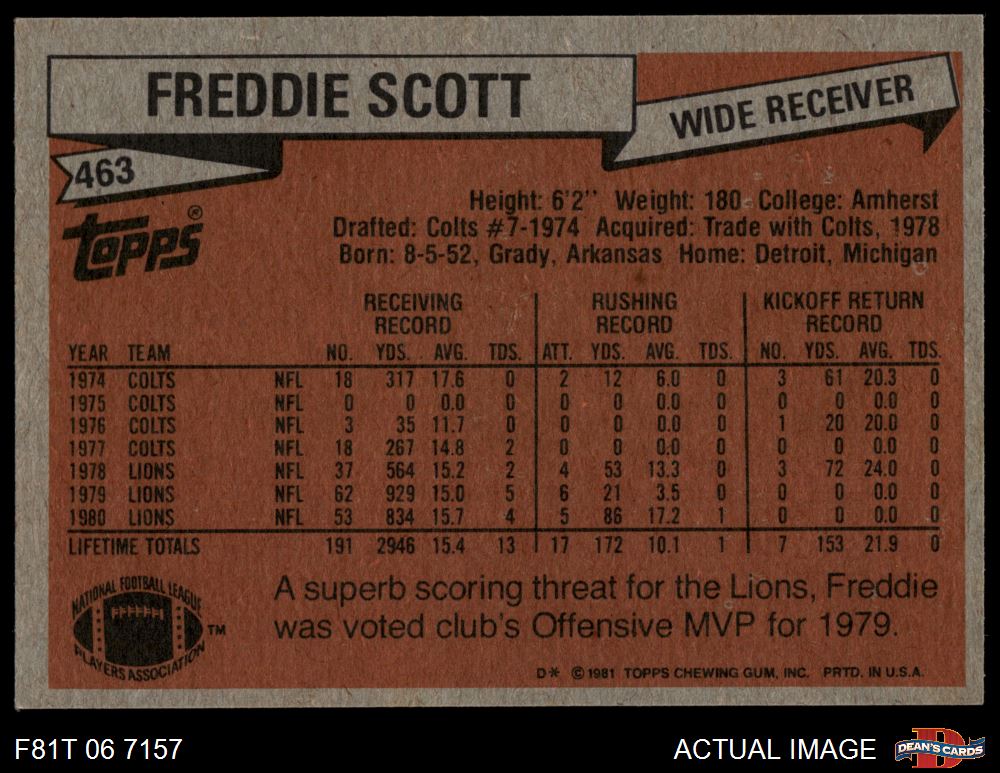 FREDDIE SCOTT
WIDE RECEIVER
463
Topps®
Height: 6'2'' Weight: 180 College: Amherst
Drafted: Colts #7-1974 Acquired: Trade with Colts, 1978
Born: 8-5-52, Grady, Arkansas Home: Detroit, Michigan
RECEIVING RECORD RUSHING RECORD KICKOFF RETURN RECORD
YEAR TEAM NO. YDS. AVG. TDS. ATT. YDS. AVG. TDS. NO. YDS. AVG. TDS.
1974 COLTS NFL 18 317 17.6 0 2 12 6.0 0 3 61 20.3 0
1975 COLTS NFL 0 0 0.0 0 0 0 0.0 0 0 0 0.0 0
1976 COLTS NFL 3 35 11.7 0 0 0 0.0 0 1 20 20.0 0
1977 COLTS NFL 18 267 14.8 2 0 0 0.0 0 0 0 0.0 0
1978 LIONS NFL 37 564 15.2 2 4 53 13.3 0 3 72 24.0 0
1979 LIONS NFL 62 929 15.0 5 6 21 3.5 0 0 0 0.0 0
1980 LIONS NFL 53 834 15.7 4 5 86 17.2 1 0 0 0.0 0
LIFETIME TOTALS 191 2946 15.4 13 17 172 10.1 1 7 153 21.9 0
NATIONAL FOOTBALL LEAGUE
PLAYERS ASSOCIATION
TM
A superb scoring threat for the Lions, Freddie
was voted club's Offensive MVP for 1979.
D* © 1981 TOPPS CHEWING GUM, INC. PRTD. IN U.S.A.
F81T 06 7157
ACTUAL IMAGE
D
DEAN'S CARDS